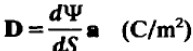 D = dΨ/dS a (C/m²)